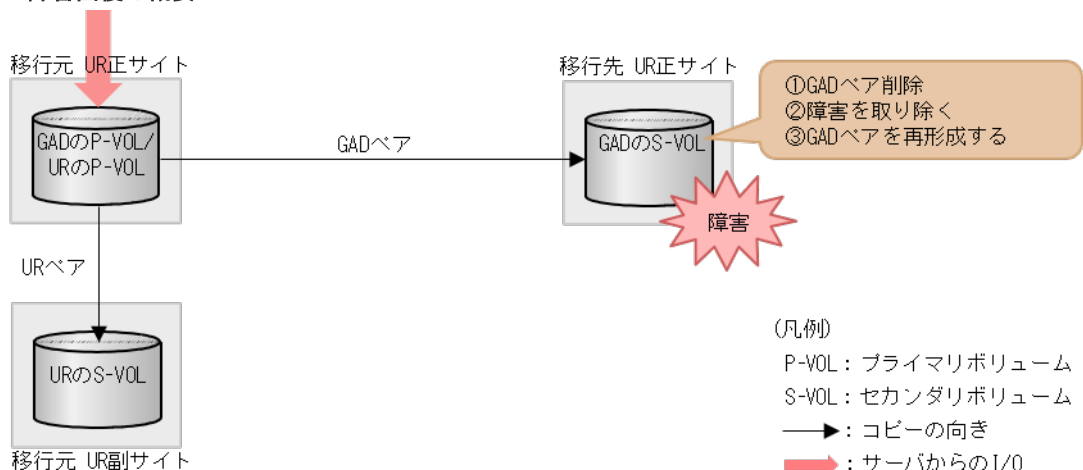 移行元 UR正サイト
移行先 UR正サイト
①GADペア削除
②障害を取り除く
③GADペアを再形成する
GADのP-VOL/
URのP-VOL
GADペア
GADのS-VOL
障害
URペア
URのS-VOL
移行元 UR副サイト
(凡例)
P-VOL：プライマリボリューム
S-VOL：セカンダリボリューム
：コピーの向き
：サーバからのI/O